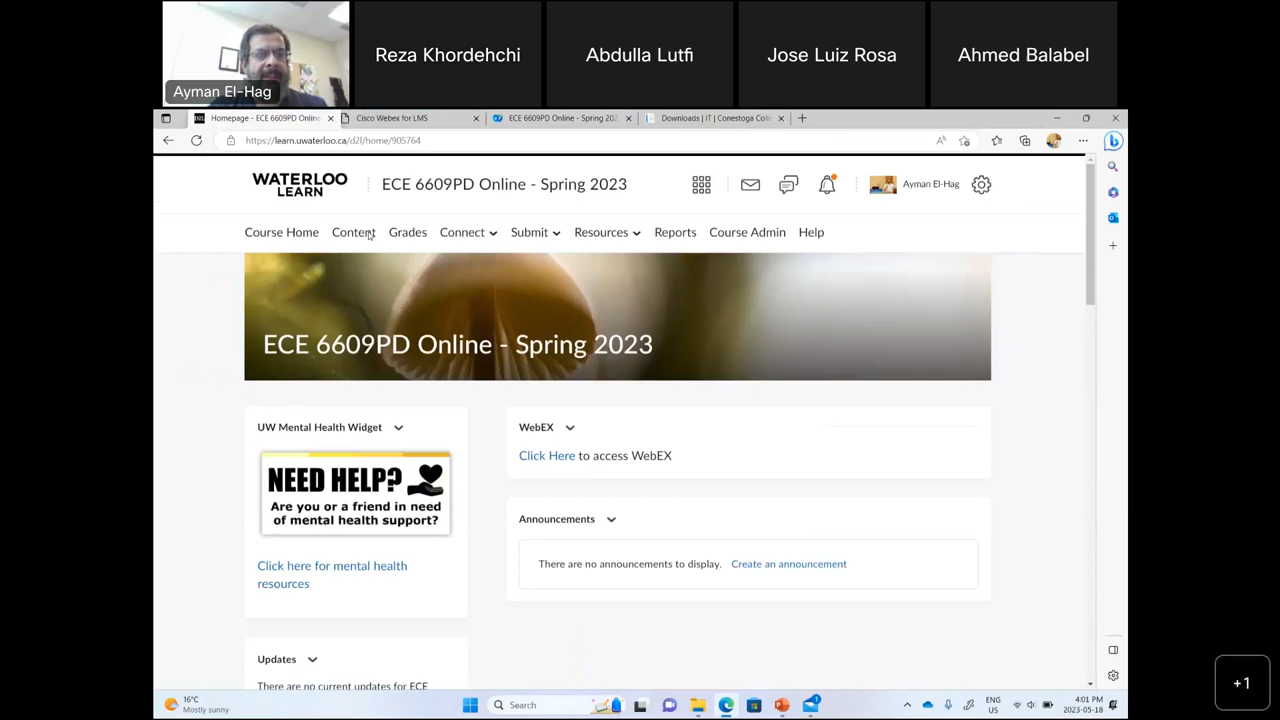 Reza Khordehchi
Abdulla Lutfi
Jose Luiz Rosa
Ahmed Balabel
Ayman El-Hag
Homepage - ECE 6609PD Online
Cisco Webex for LMS
ECE 6609PD Online - Spring 202
Downloads | IT | Conestoga Coll
https://learn.uwaterloo.ca/d2l/home/905764
WATERLOO
LEARN
ECE 6609PD Online - Spring 2023
Ayman El-Hag
Course Home
Content
Grades
Connect
Submit
Resources
Reports
Course Admin
Help
ECE 6609PD Online - Spring 2023
UW Mental Health Widget
NEED HELP?
Are you or a friend in need
of mental health support?
Click here for mental health
resources
WebEX
Click Here to access WebEX
Announcements
There are no announcements to display. Create an announcement
Updates
There are no current updates for ECE
16°C
Mostly sunny
Search
ENG
US
4:01 PM
2023-05-18
+1